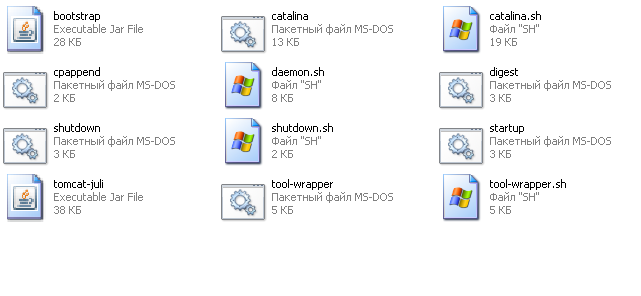 bootstrap
Executable Jar File
28 КБ
catalina
Пакетный файл MS-DOS
13 КБ
catalina.sh
Файл "SH"
19 КБ
cpappend
Пакетный файл MS-DOS
2 КБ
daemon.sh
Файл "SH"
8 КБ
digest
Пакетный файл MS-DOS
3 КБ
shutdown
Пакетный файл MS-DOS
3 КБ
shutdown.sh
Файл "SH"
2 КБ
startup
Пакетный файл MS-DOS
3 КБ
tomcat-juli
Executable Jar File
38 КБ
tool-wrapper
Пакетный файл MS-DOS
5 КБ
tool-wrapper.sh
Файл "SH"
5 КБ